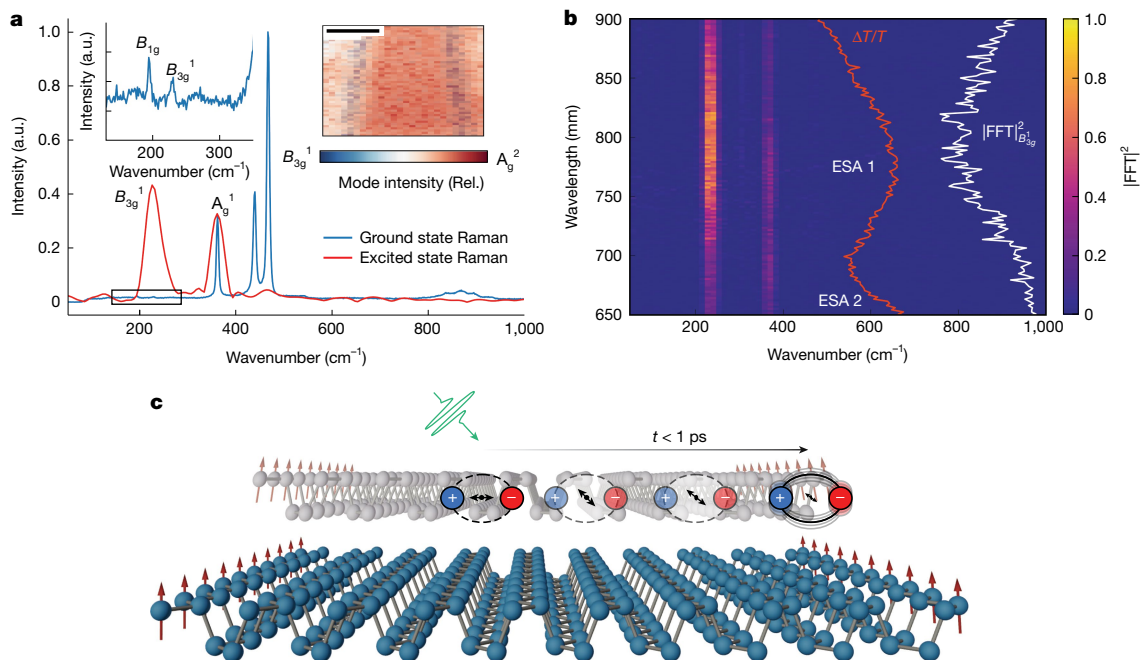 a
Intensity (a.u.)
1.0
0.8
0.6
0.4
0.2
0
200
400
600
800
1,000
Wavenumber (cm⁻¹)
Intensity (a.u.)
B1g
B3g¹
200
300
Wavenumber (cm⁻¹)
B3g¹
Ag²
Mode intensity (Rel.)
B3g¹
Ag¹
Ground state Raman
Excited state Raman
b
Wavelength (mm)
900
850
800
750
700
650
200
400
600
800
1,000
Wavenumber (cm⁻¹)
ΔT/T
|FFT|²B¹3g
ESA 1
ESA 2
1.0
0.8
0.6
0.4
0.2
0
|FFT|²
c
t < 1 ps
+ − + − + − + −